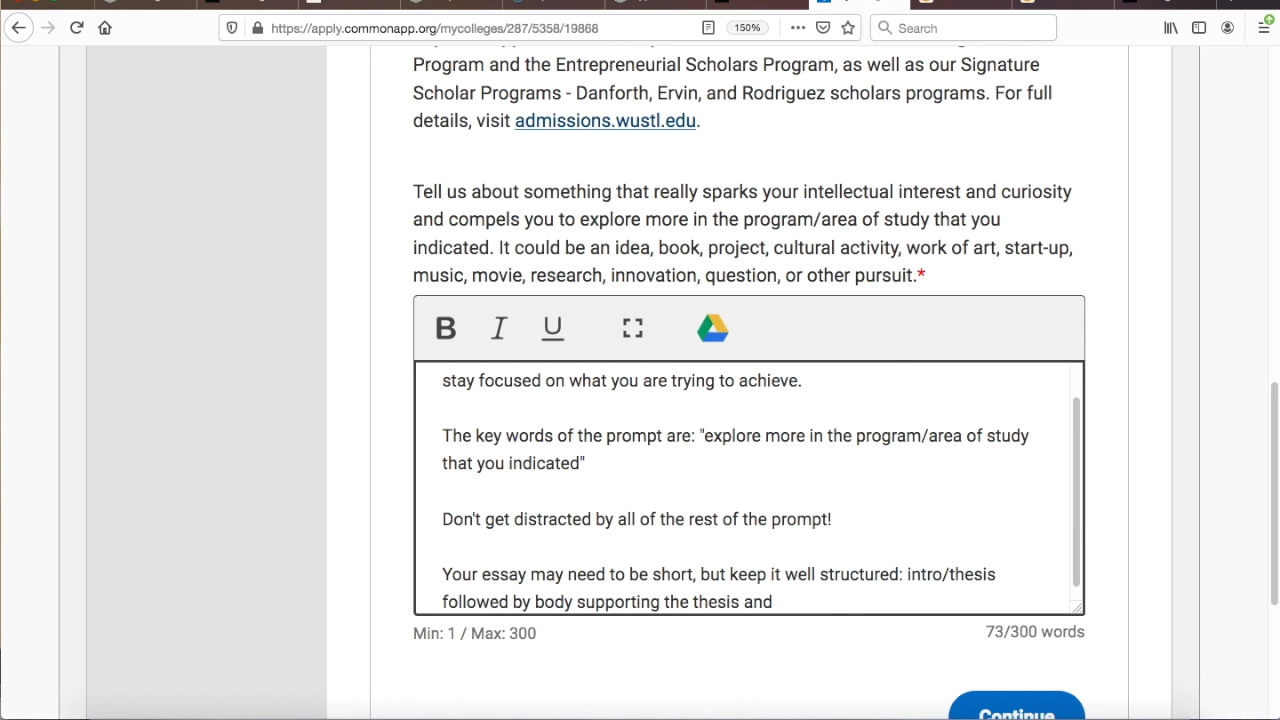 https://apply.commonapp.org/mycolleges/287/5358/19868
150%
Search
Program and the Entrepreneurial Scholars Program, as well as our Signature
Scholar Programs - Danforth, Ervin, and Rodriguez scholars programs. For full
details, visit admissions.wustl.edu.
Tell us about something that really sparks your intellectual interest and curiosity
and compels you to explore more in the program/area of study that you
indicated. It could be an idea, book, project, cultural activity, work of art, start-up,
music, movie, research, innovation, question, or other pursuit.*
B I U
stay focused on what you are trying to achieve.
The key words of the prompt are: "explore more in the program/area of study
that you indicated"
Don't get distracted by all of the rest of the prompt!
Your essay may need to be short, but keep it well structured: intro/thesis
followed by body supporting the thesis and
Min: 1 / Max: 300
73/300 words
Continue